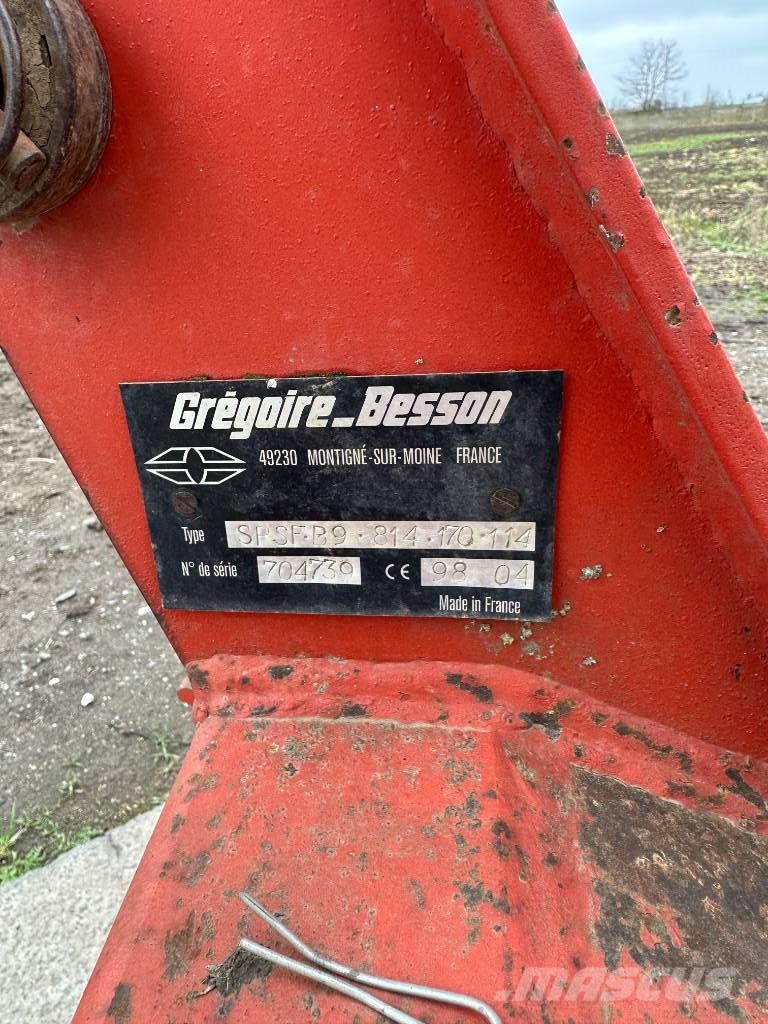 Grégoire_Besson
49230 MONTIGNÉ-SUR-MOINE FRANCE
Type SPSF.B9.814.170.114
N° de série 704739 CE 98 04
Made in France
MASCUS